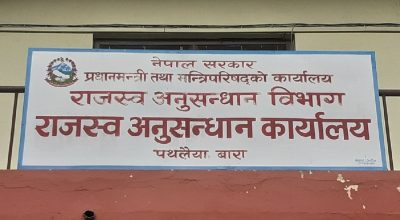 नेपाल सरकार
प्रधानमन्त्री तथा मन्त्रिपरिषद्को कार्यालय
राजस्व अनुसन्धान विभाग
राजस्व अनुसन्धान कार्यालय
पथलैया बारा